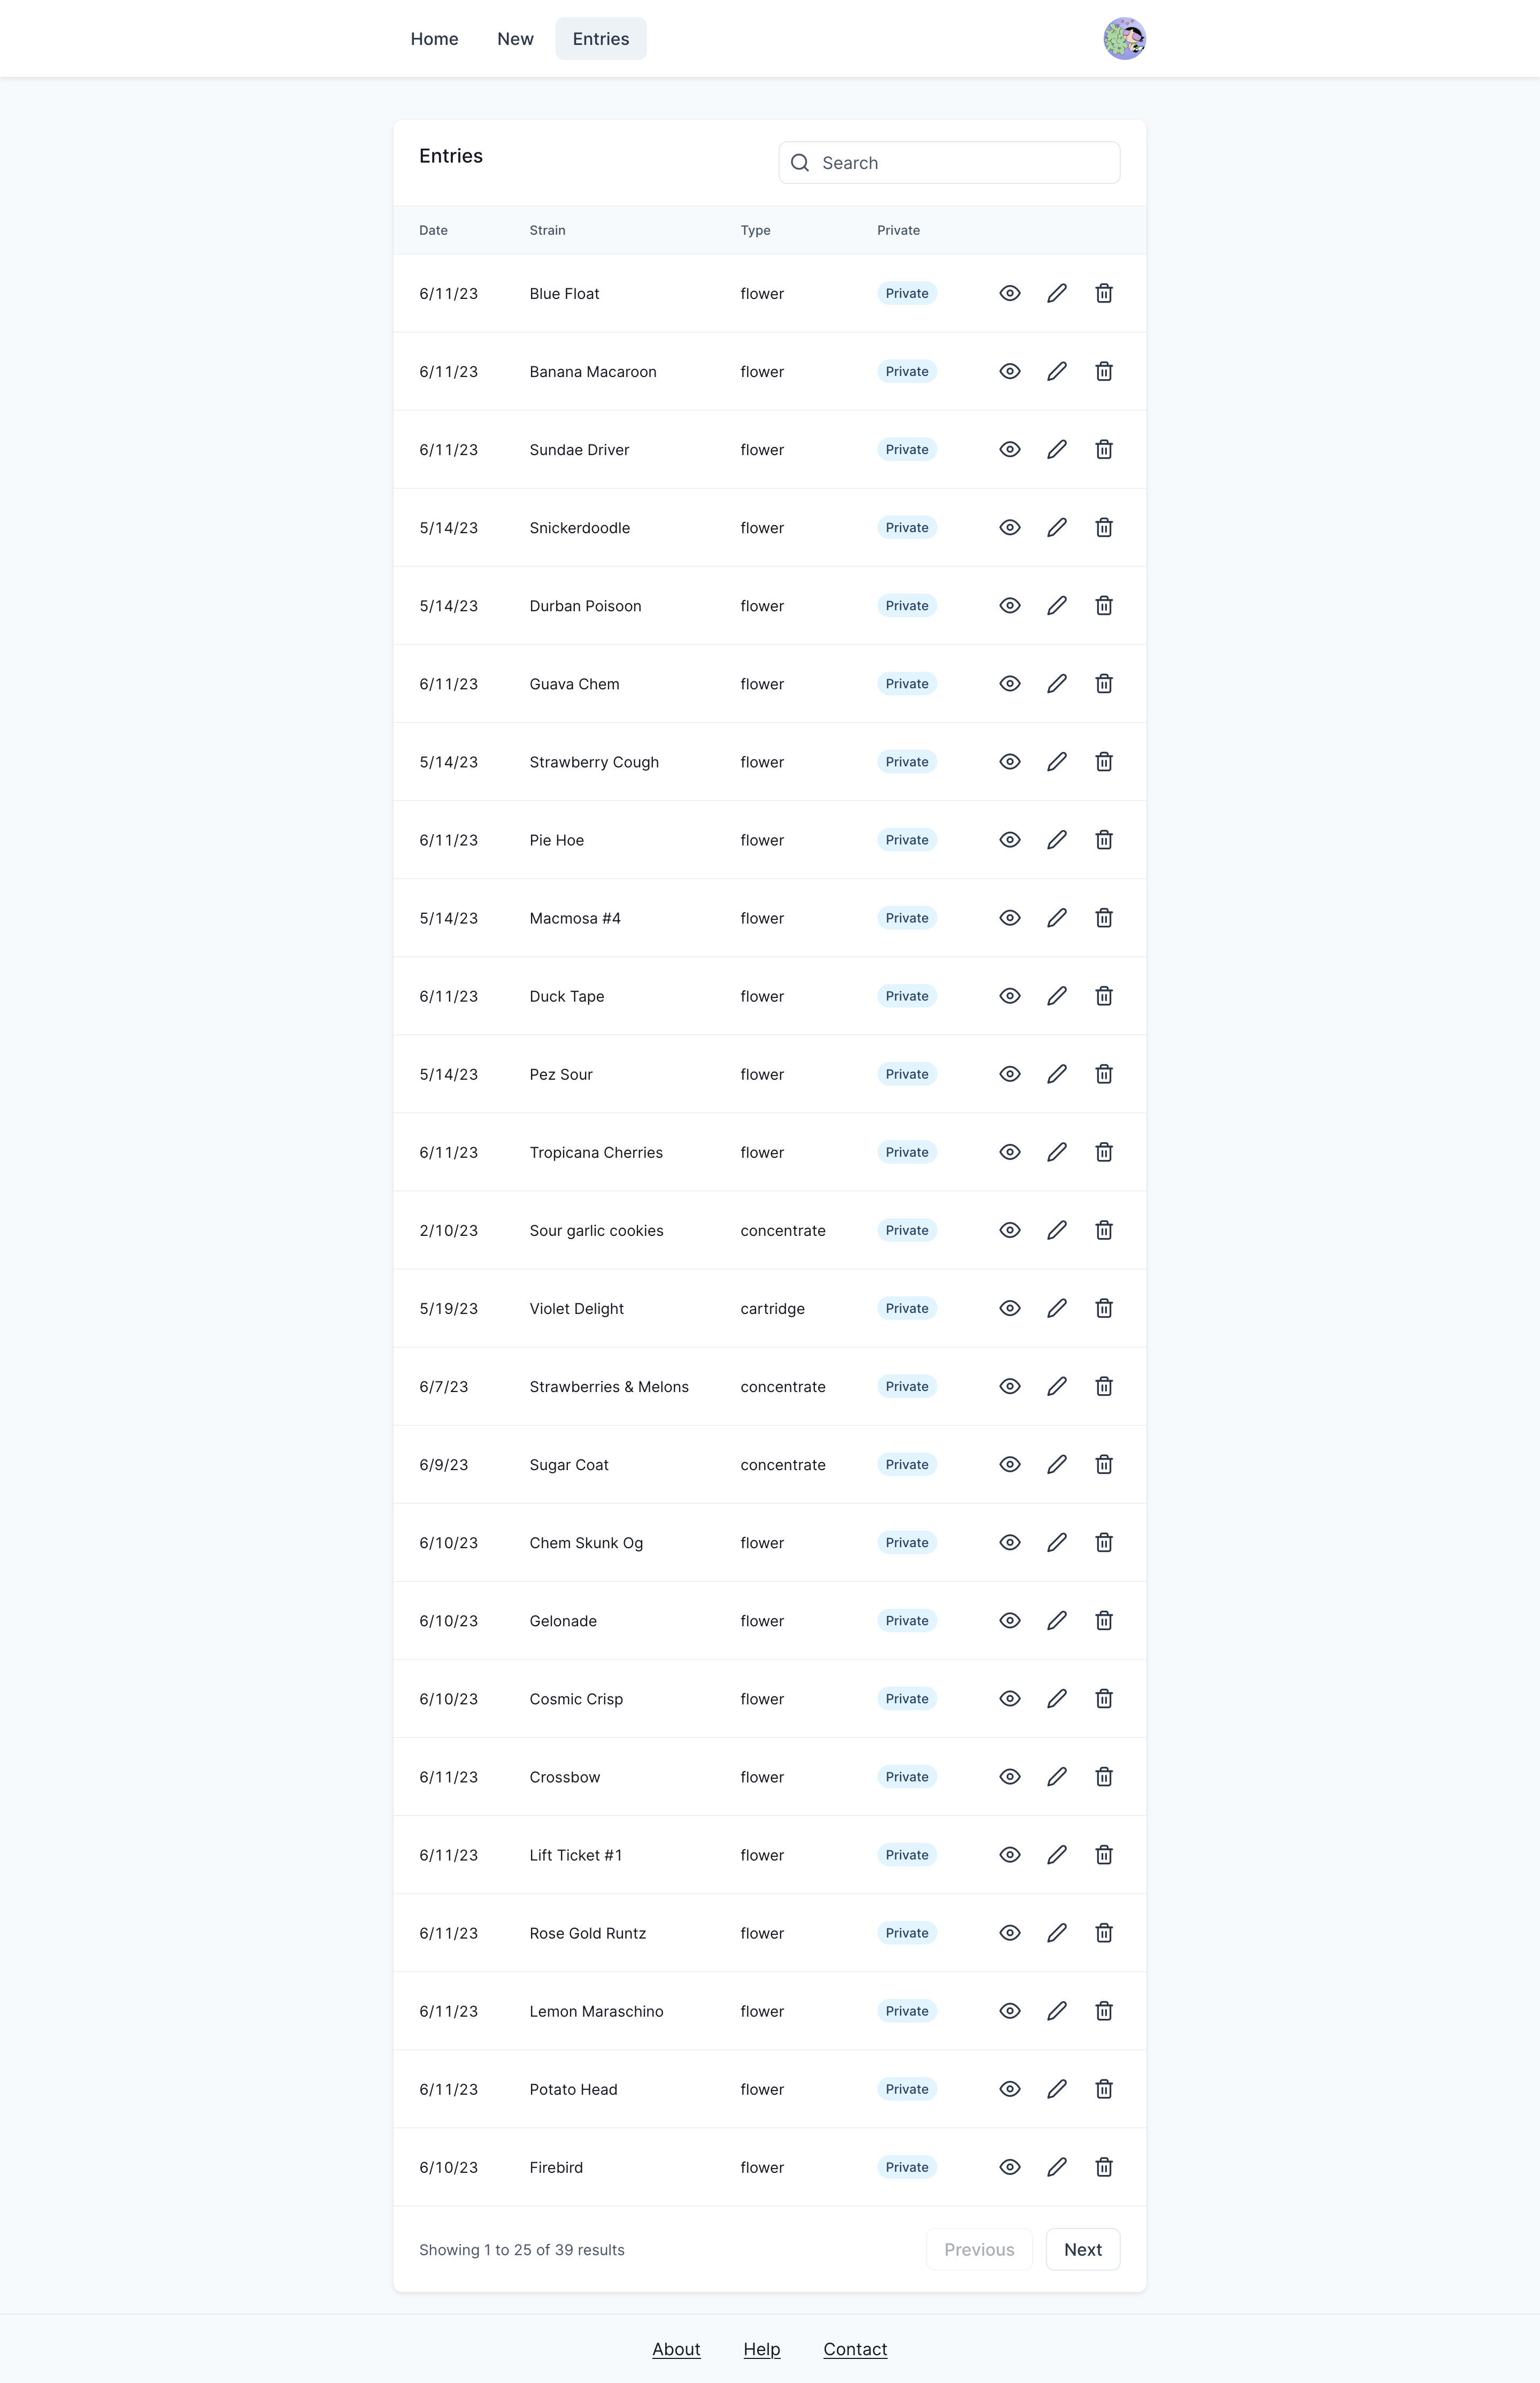 Home New Entries
Entries
Search
Date Strain Type Private
6/11/23 Blue Float flower Private
6/11/23 Banana Macaroon flower Private
6/11/23 Sundae Driver flower Private
5/14/23 Snickerdoodle flower Private
5/14/23 Durban Poisoon flower Private
6/11/23 Guava Chem flower Private
5/14/23 Strawberry Cough flower Private
6/11/23 Pie Hoe flower Private
5/14/23 Macmosa #4 flower Private
6/11/23 Duck Tape flower Private
5/14/23 Pez Sour flower Private
6/11/23 Tropicana Cherries flower Private
2/10/23 Sour garlic cookies concentrate Private
5/19/23 Violet Delight cartridge Private
6/7/23 Strawberries & Melons concentrate Private
6/9/23 Sugar Coat concentrate Private
6/10/23 Chem Skunk Og flower Private
6/10/23 Gelonade flower Private
6/10/23 Cosmic Crisp flower Private
6/11/23 Crossbow flower Private
6/11/23 Lift Ticket #1 flower Private
6/11/23 Rose Gold Runtz flower Private
6/11/23 Lemon Maraschino flower Private
6/11/23 Potato Head flower Private
6/10/23 Firebird flower Private
Showing 1 to 25 of 39 results Previous Next
About Help Contact